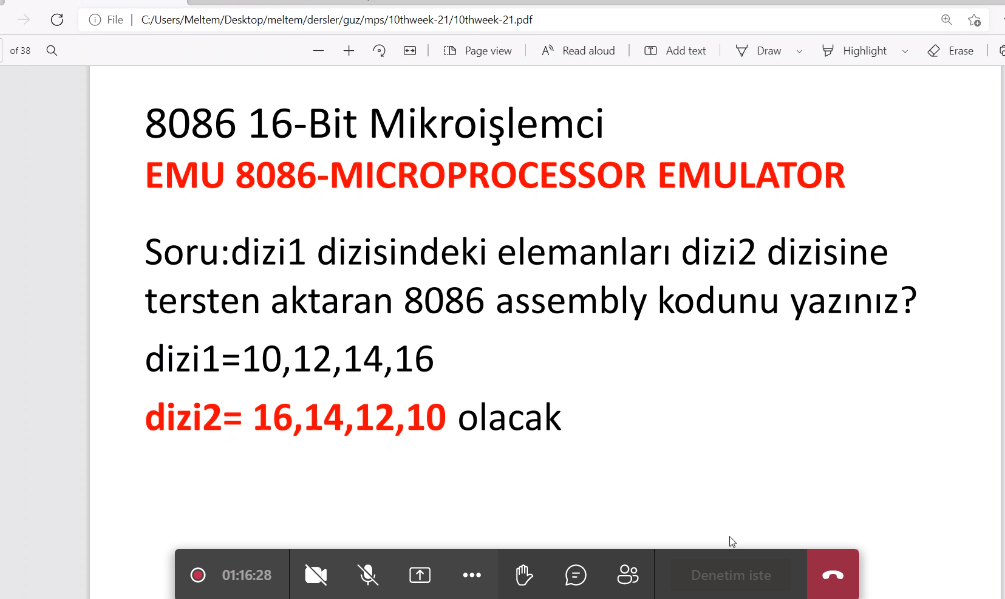 File | C:/Users/Meltem/Desktop/meltem/dersler/guz/mps/10thweek-21/10thweek-21.pdf
of 38 Page view Read aloud Add text Draw Highlight Erase
8086 16-Bit Mikroişlemci
EMU 8086-MICROPROCESSOR EMULATOR
Soru:dizi1 dizisindeki elemanları dizi2 dizisine
tersten aktaran 8086 assembly kodunu yazınız?
dizi1=10,12,14,16
dizi2= 16,14,12,10 olacak
01:16:28 Denetim iste